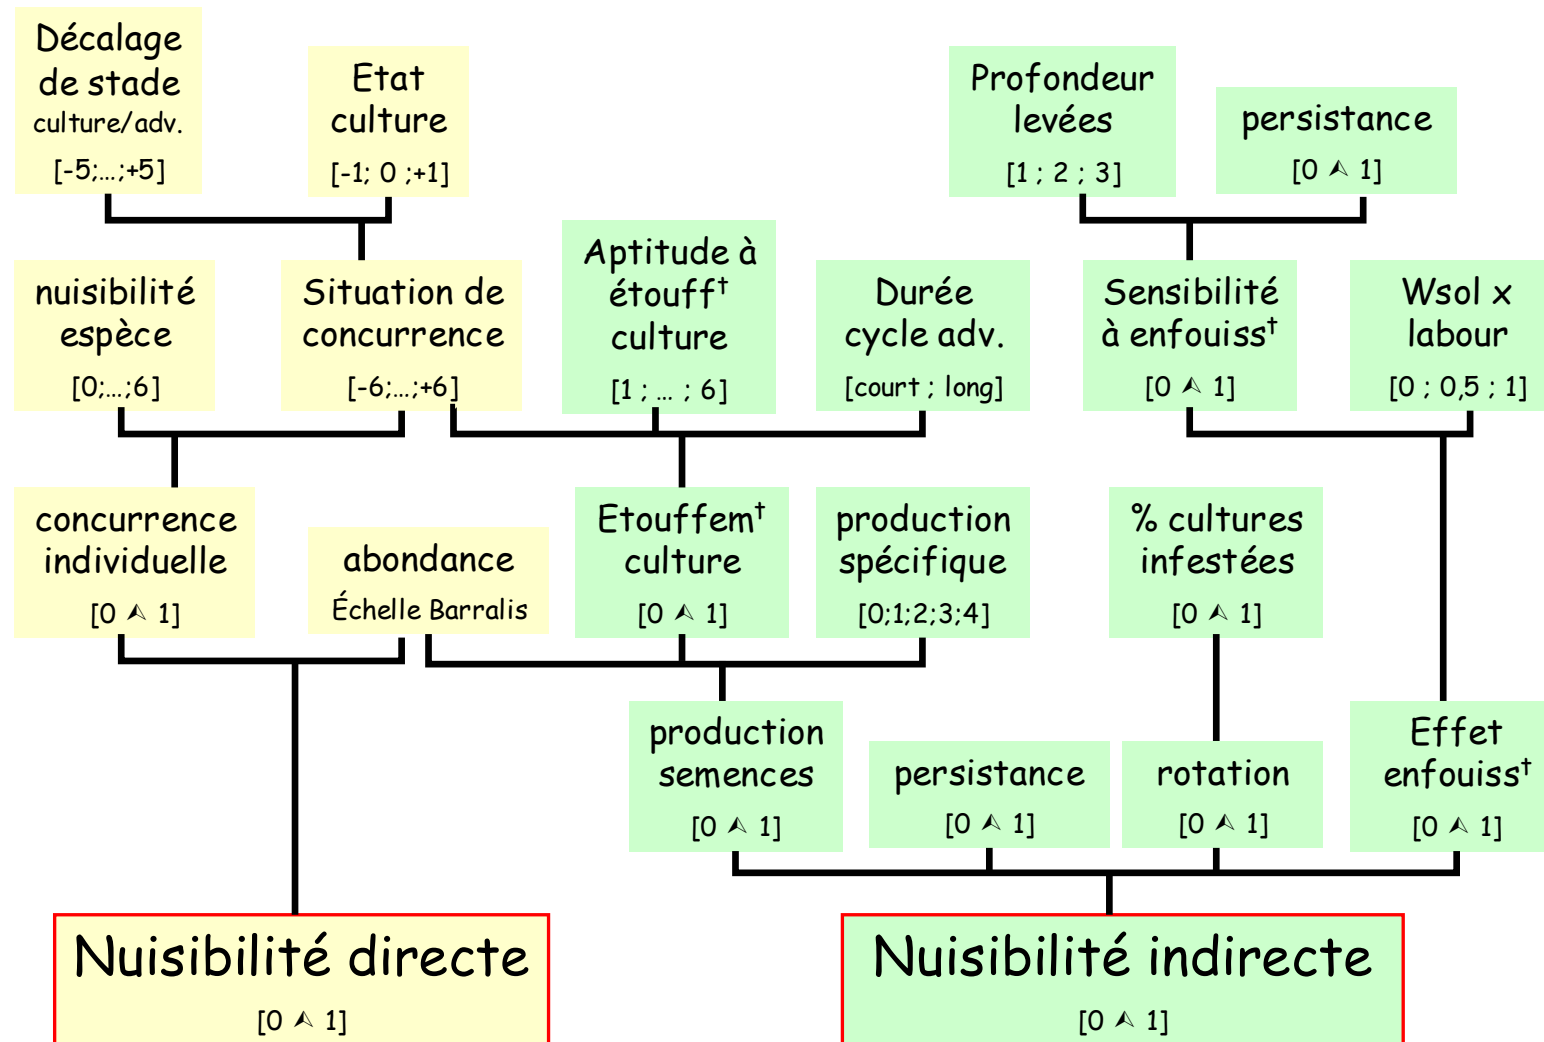 Décalage
de stade
culture/adv.
[-5;...;+5]
Etat
culture
[-1; 0 ;+1]
Profondeur
levées
[1 ; 2 ; 3]
persistance
[0 ⋏ 1]
nuisibilité
espèce
[0;...;6]
Situation de
concurrence
[-6;...;+6]
Aptitude à
étouff†
culture
[1 ; ... ; 6]
Durée
cycle adv.
[court ; long]
Sensibilité
à enfouiss†
[0 ⋏ 1]
Wsol x
labour
[0 ; 0,5 ; 1]
concurrence
individuelle
[0 ⋏ 1]
abondance
Échelle Barralis
Etouffem†
culture
[0 ⋏ 1]
production
spécifique
[0;1;2;3;4]
% cultures
infestées
[0 ⋏ 1]
production
semences
[0 ⋏ 1]
persistance
[0 ⋏ 1]
rotation
[0 ⋏ 1]
Effet
enfouiss†
[0 ⋏ 1]
Nuisibilité directe
[0 ⋏ 1]
Nuisibilité indirecte
[0 ⋏ 1]